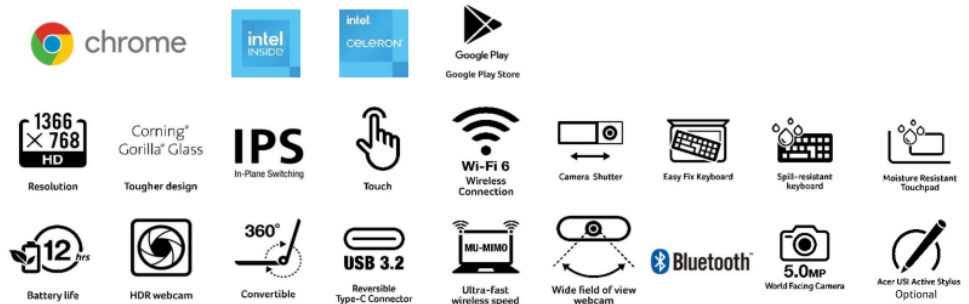 chrome
intel
INSIDE
intel
CELERON
Google Play
Google Play Store
1366
× 768
HD
Resolution
Corning®
Gorilla® Glass
Tougher design
IPS
In-Plane Switching
Touch
Wi-Fi 6
Wireless
Connection
Camera Shutter
Easy Fix Keyboard
Spill-resistant
keyboard
Moisture Resistant
Touchpad
12 hrs
Battery life
HDR webcam
360°
Convertible
USB 3.2
Reversible
Type-C Connector
MU-MIMO
Ultra-fast
wireless speed
Wide field of view
webcam
Bluetooth
5.0MP
World Facing Camera
Acer USI Active Stylus
Optional